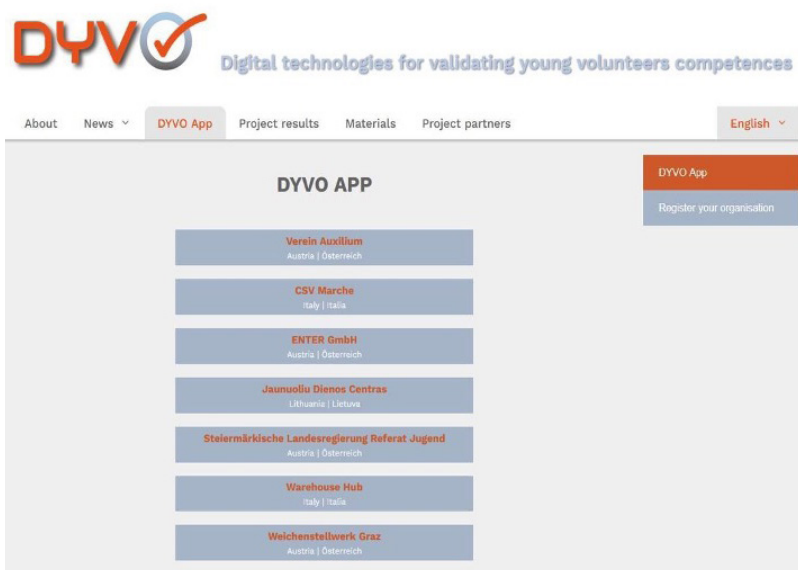 DYVO
Digital technologies for validating young volunteers competences
About News DYVO App Project results Materials Project partners English
DYVO App
Register your organisation
DYVO APP
Verein Auxilium
Austria | Österreich
CSV Marche
Italy | Italia
ENTER GmbH
Austria | Österreich
Jaunuoliu Dienos Centras
Lithuania | Lietuva
Steiermärkische Landesregierung Referat Jugend
Austria | Österreich
Warehouse Hub
Italy | Italia
Weichenstellwerk Graz
Austria | Österreich